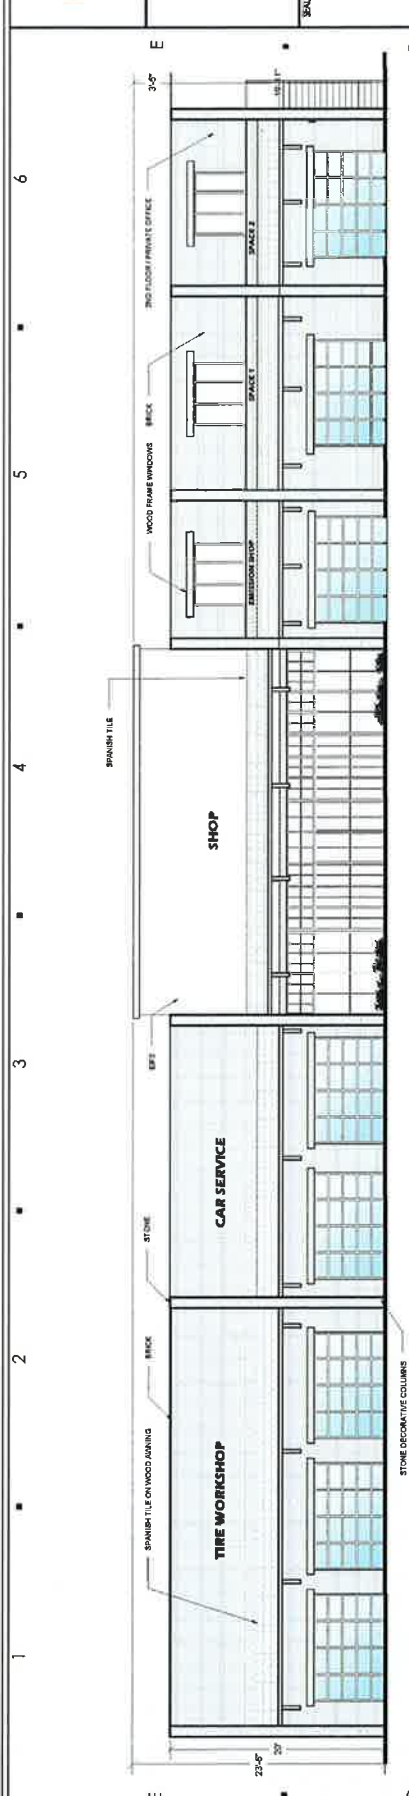 1 2 3 4 5 6
E
E
SPANISH TILE
SPANISH TILE ON WOOD AWNING
BRICK
STONE
EIFS
WOOD FRAME WINDOWS
BRICK
2ND FLOOR / PRIVATE OFFICE
3'-6"
23'-6"
20'
TIRE WORKSHOP
CAR SERVICE
SHOP
EMISSION SHOP
SPACE 1
SPACE 2
STONE DECORATIVE COLUMNS